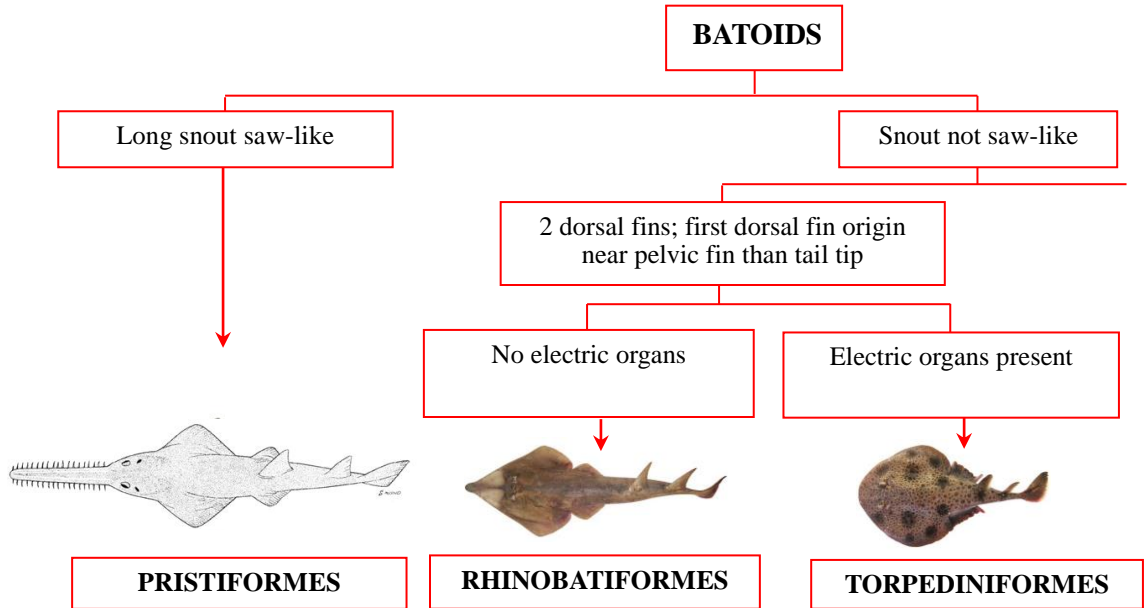 BATOIDS
Long snout saw-like
Snout not saw-like
2 dorsal fins; first dorsal fin origin
near pelvic fin than tail tip
No electric organs
Electric organs present
PRISTIFORMES
RHINOBATIFORMES
TORPEDINIFORMES